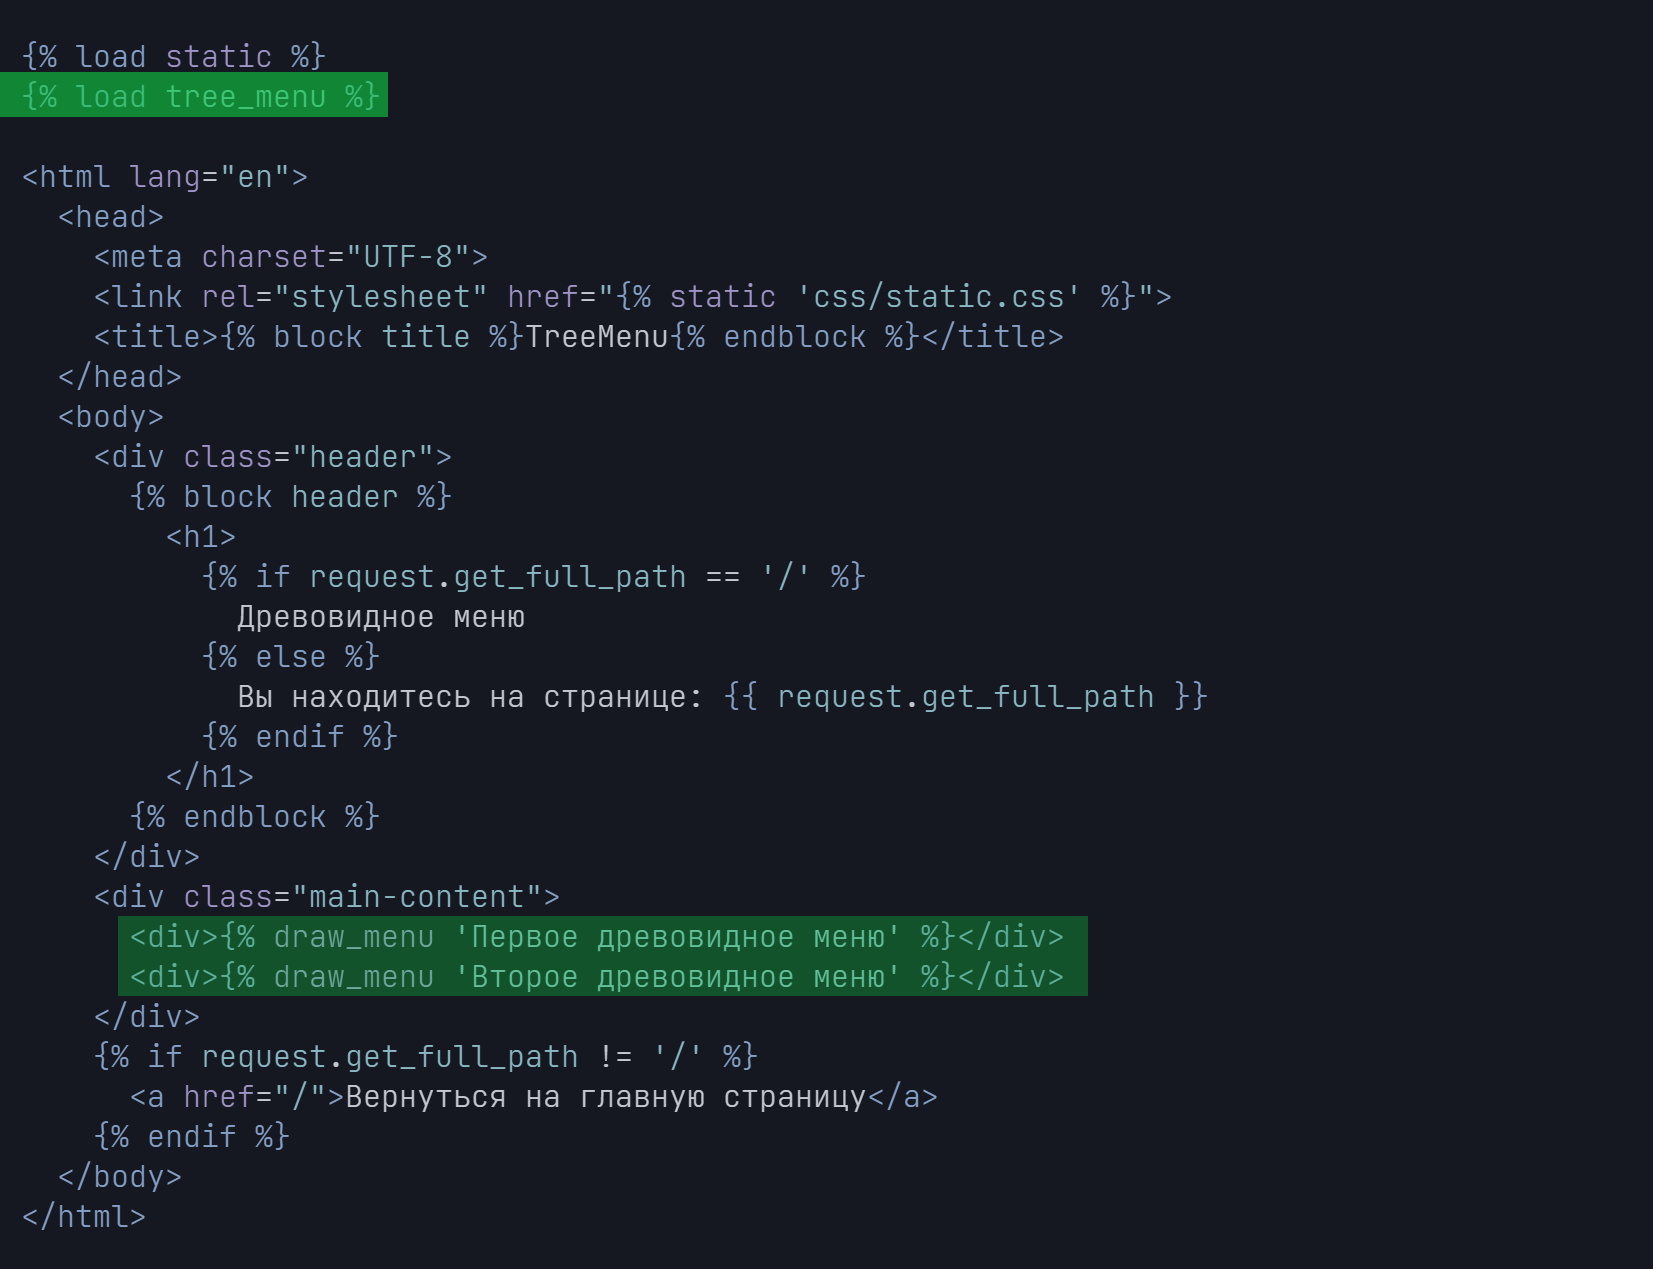 {% load static %}
{% load tree_menu %}
<html lang="en">
<head>
<meta charset="UTF-8">
<link rel="stylesheet" href="{% static 'css/static.css' %}">
<title>{% block title %}TreeMenu{% endblock %}</title>
</head>
<body>
<div class="header">
{% block header %}
<h1>
{% if request.get_full_path == '/' %}
Древовидное меню
{% else %}
Вы находитесь на странице: {{ request.get_full_path }}
{% endif %}
</h1>
{% endblock %}
</div>
<div class="main-content">
<div>{% draw_menu 'Первое древовидное меню' %}</div>
<div>{% draw_menu 'Второе древовидное меню' %}</div>
</div>
{% if request.get_full_path != '/' %}
<a href="/">Вернуться на главную страницу</a>
{% endif %}
</body>
</html>